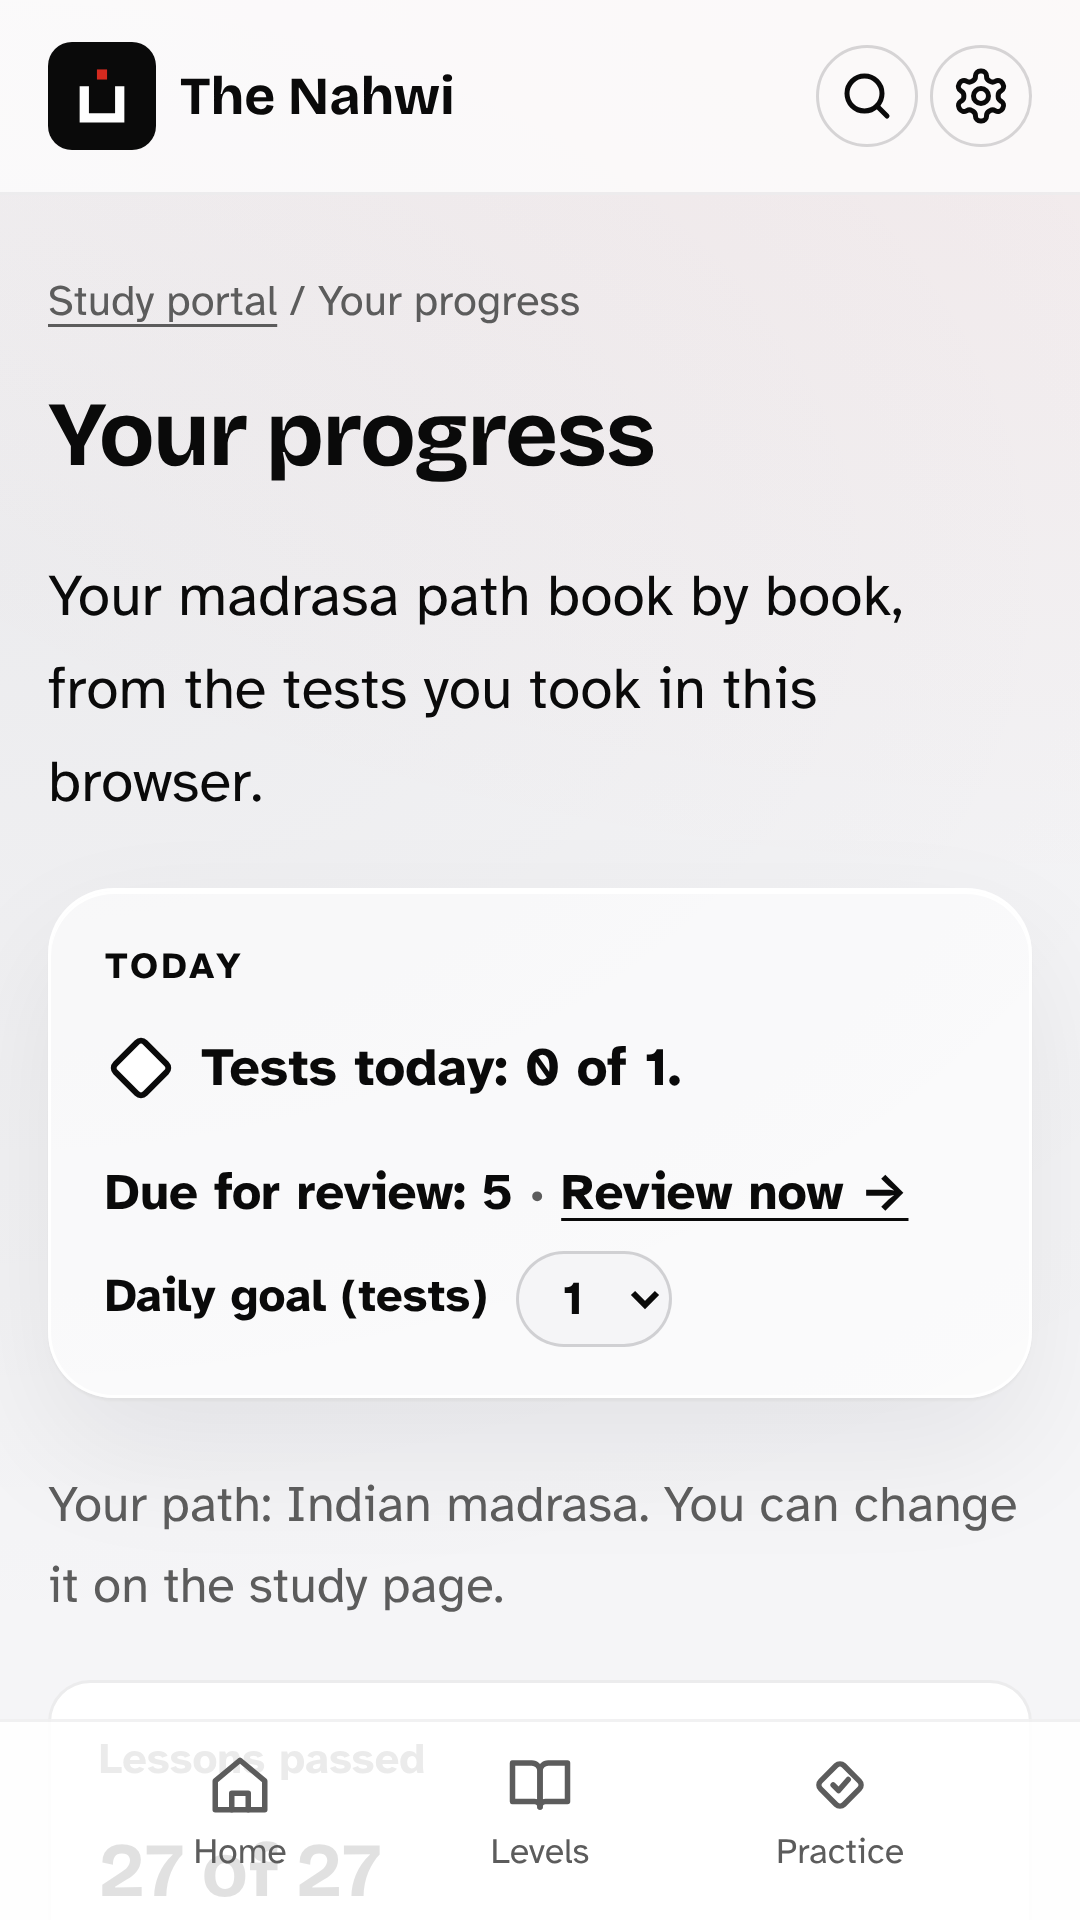 The Nahwi
Study portal / Your progress
Your progress
Your madrasa path book by book,
from the tests you took in this
browser.
TODAY
Tests today: 0 of 1.
Due for review: 5 · Review now →
Daily goal (tests) 1
Your path: Indian madrasa. You can change
it on the study page.
Lessons passed
27 of 27
Home
Levels
Practice